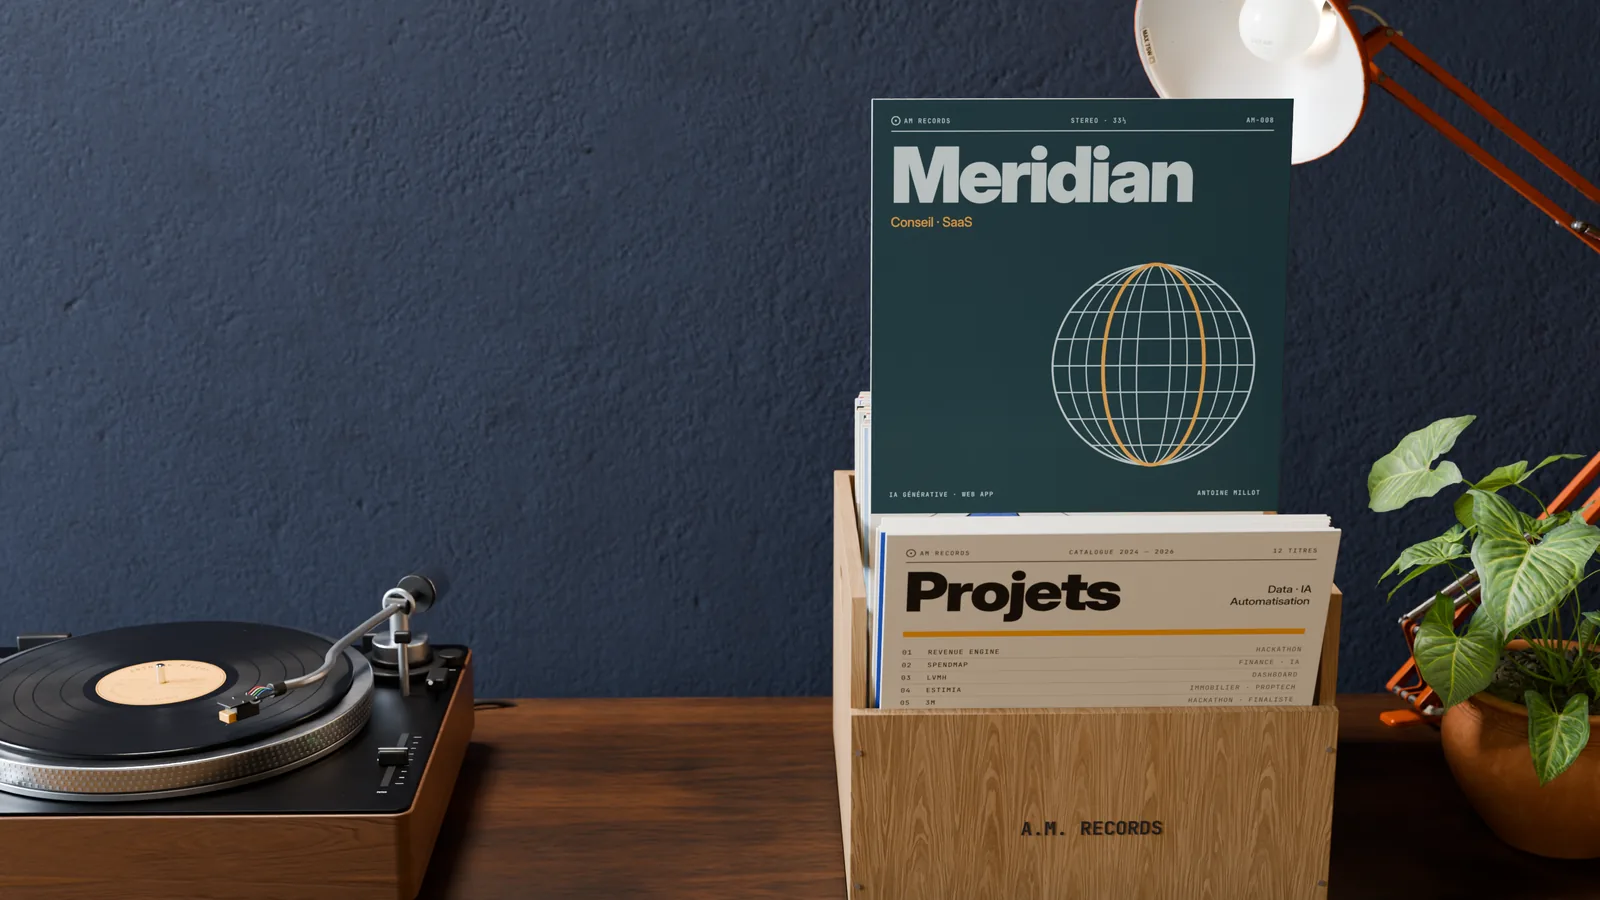 AM RECORDS
STEREO · 33⅓
AM-008
Meridian
Conseil · SaaS
IA GÉNÉRATIVE · WEB APP
ANTOINE MILLOT
AM RECORDS
CATALOGUE 2024 — 2026
12 TITRES
Projets
Data · IA
Automatisation
01 REVENUE ENGINE HACKATHON
02 SPENDMAP FINANCE · IA
03 LVMH DASHBOARD
04 ESTIMIA IMMOBILIER · PROPTECH
05 3M HACKATHON · FINALISTE
A.M. RECORDS